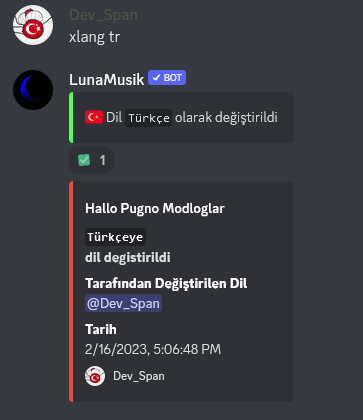 Dev_Span
xlang tr
LunaMusik BOT
Dil Türkçe olarak değiştirildi
1
Hallo Pugno Modloglar
Türkçeye
dil degistirildi
Tarafından Değiştirilen Dil
@Dev_Span
Tarih
2/16/2023, 5:06:48 PM
Dev_Span